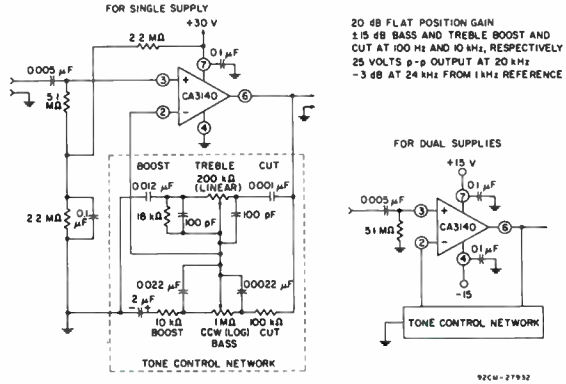 FOR SINGLE SUPPLY
+30 V
2.2 MΩ
0.1 μF
0.005 μF
7
3
+
CA3140
6
5.1 MΩ
2
–
4
BOOST TREBLE CUT
200 kΩ
(LINEAR)
0.012 μF
0.001 μF
18 kΩ
100 pF
100 pF
2.2 MΩ
0.1 μF
0.022 μF
0.0022 μF
2 μF
- +
10 kΩ
BOOST
1MΩ
CCW (LOG)
BASS
100 kΩ
CUT
TONE CONTROL NETWORK
20 dB FLAT POSITION GAIN
±15 dB BASS AND TREBLE BOOST AND
CUT AT 100 Hz AND 10 kHz, RESPECTIVELY
25 VOLTS p-p OUTPUT AT 20 kHz
-3 dB AT 24 kHz FROM 1 kHz REFERENCE
FOR DUAL SUPPLIES
+15 V
0.1 μF
0.005 μF
7
3
+
CA3140
6
5.1 MΩ
2
–
4
0.1 μF
-15
TONE CONTROL NETWORK
92CM-27932